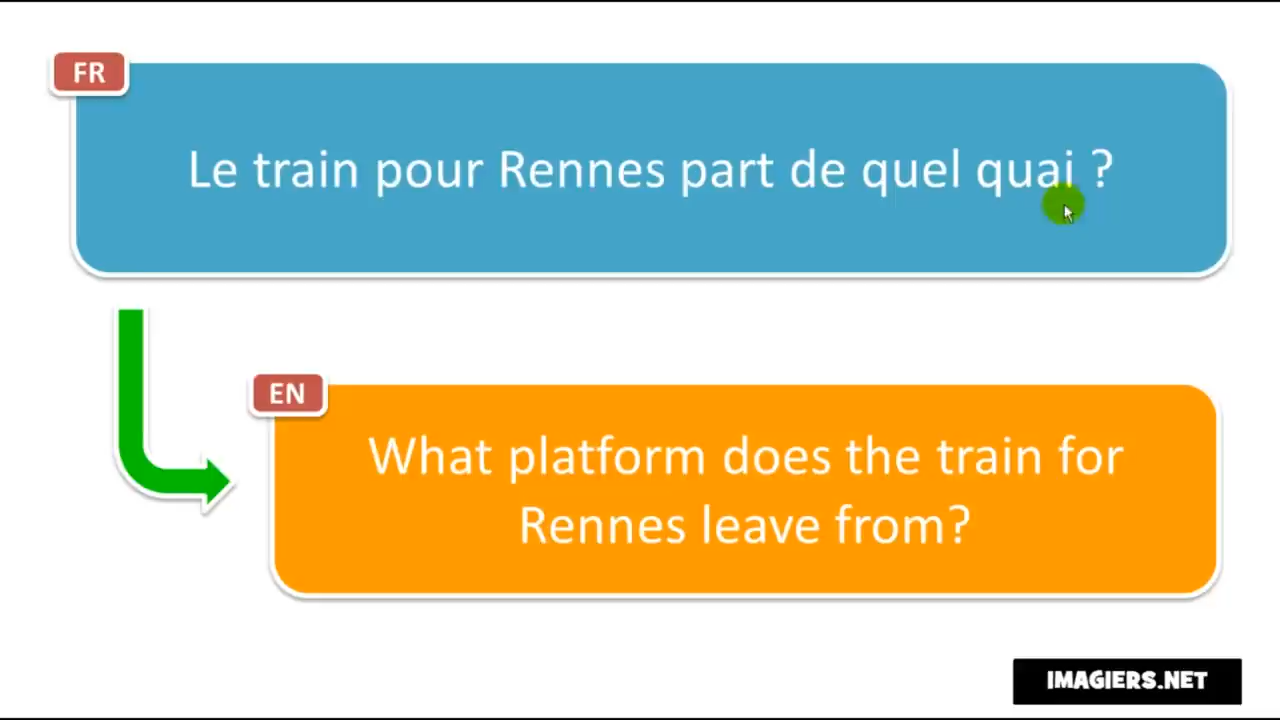 FR
Le train pour Rennes part de quel quai ?
EN
What platform does the train for
Rennes leave from?
IMAGIERS.NET